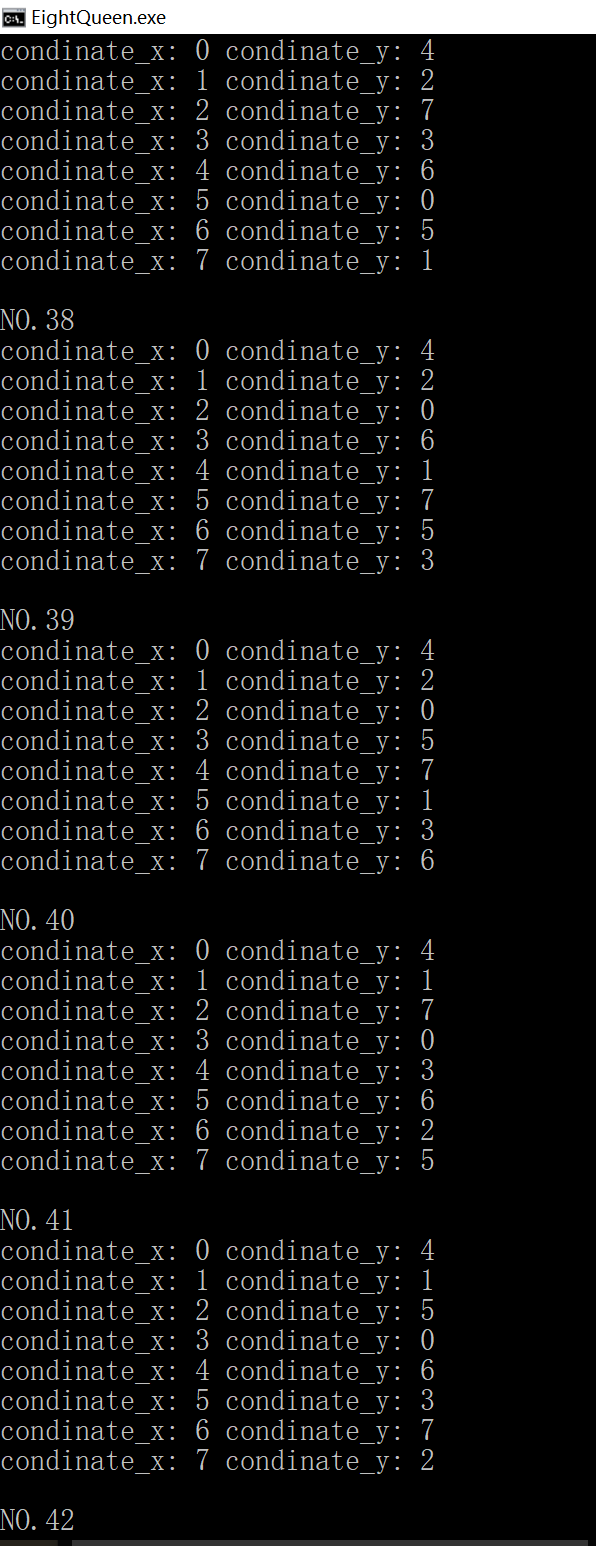 EightQueen.exe
condinate_x: 0 condinate_y: 4
condinate_x: 1 condinate_y: 2
condinate_x: 2 condinate_y: 7
condinate_x: 3 condinate_y: 3
condinate_x: 4 condinate_y: 6
condinate_x: 5 condinate_y: 0
condinate_x: 6 condinate_y: 5
condinate_x: 7 condinate_y: 1
NO.38
condinate_x: 0 condinate_y: 4
condinate_x: 1 condinate_y: 2
condinate_x: 2 condinate_y: 0
condinate_x: 3 condinate_y: 6
condinate_x: 4 condinate_y: 1
condinate_x: 5 condinate_y: 7
condinate_x: 6 condinate_y: 5
condinate_x: 7 condinate_y: 3
NO.39
condinate_x: 0 condinate_y: 4
condinate_x: 1 condinate_y: 2
condinate_x: 2 condinate_y: 0
condinate_x: 3 condinate_y: 5
condinate_x: 4 condinate_y: 7
condinate_x: 5 condinate_y: 1
condinate_x: 6 condinate_y: 3
condinate_x: 7 condinate_y: 6
NO.40
condinate_x: 0 condinate_y: 4
condinate_x: 1 condinate_y: 1
condinate_x: 2 condinate_y: 7
condinate_x: 3 condinate_y: 0
condinate_x: 4 condinate_y: 3
condinate_x: 5 condinate_y: 6
condinate_x: 6 condinate_y: 2
condinate_x: 7 condinate_y: 5
NO.41
condinate_x: 0 condinate_y: 4
condinate_x: 1 condinate_y: 1
condinate_x: 2 condinate_y: 5
condinate_x: 3 condinate_y: 0
condinate_x: 4 condinate_y: 6
condinate_x: 5 condinate_y: 3
condinate_x: 6 condinate_y: 7
condinate_x: 7 condinate_y: 2
NO.42